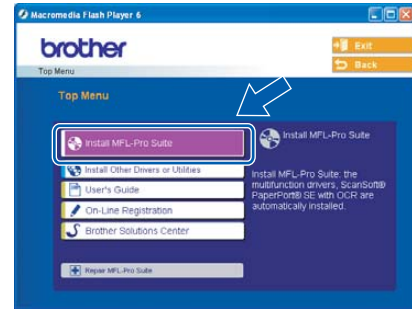 Macromedia Flash Player 6
brother
Exit
Back
Top Menu
Top Menu
Install MFL-Pro Suite
Install Other Drivers or Utilities
User's Guide
On-Line Registration
Brother Solutions Center
Repair MFL-Pro Suite
Install MFL-Pro Suite
Install MFL-Pro Suite: the
multifunction drivers, ScanSoft®
PaperPort® SE with OCR are
automatically installed.